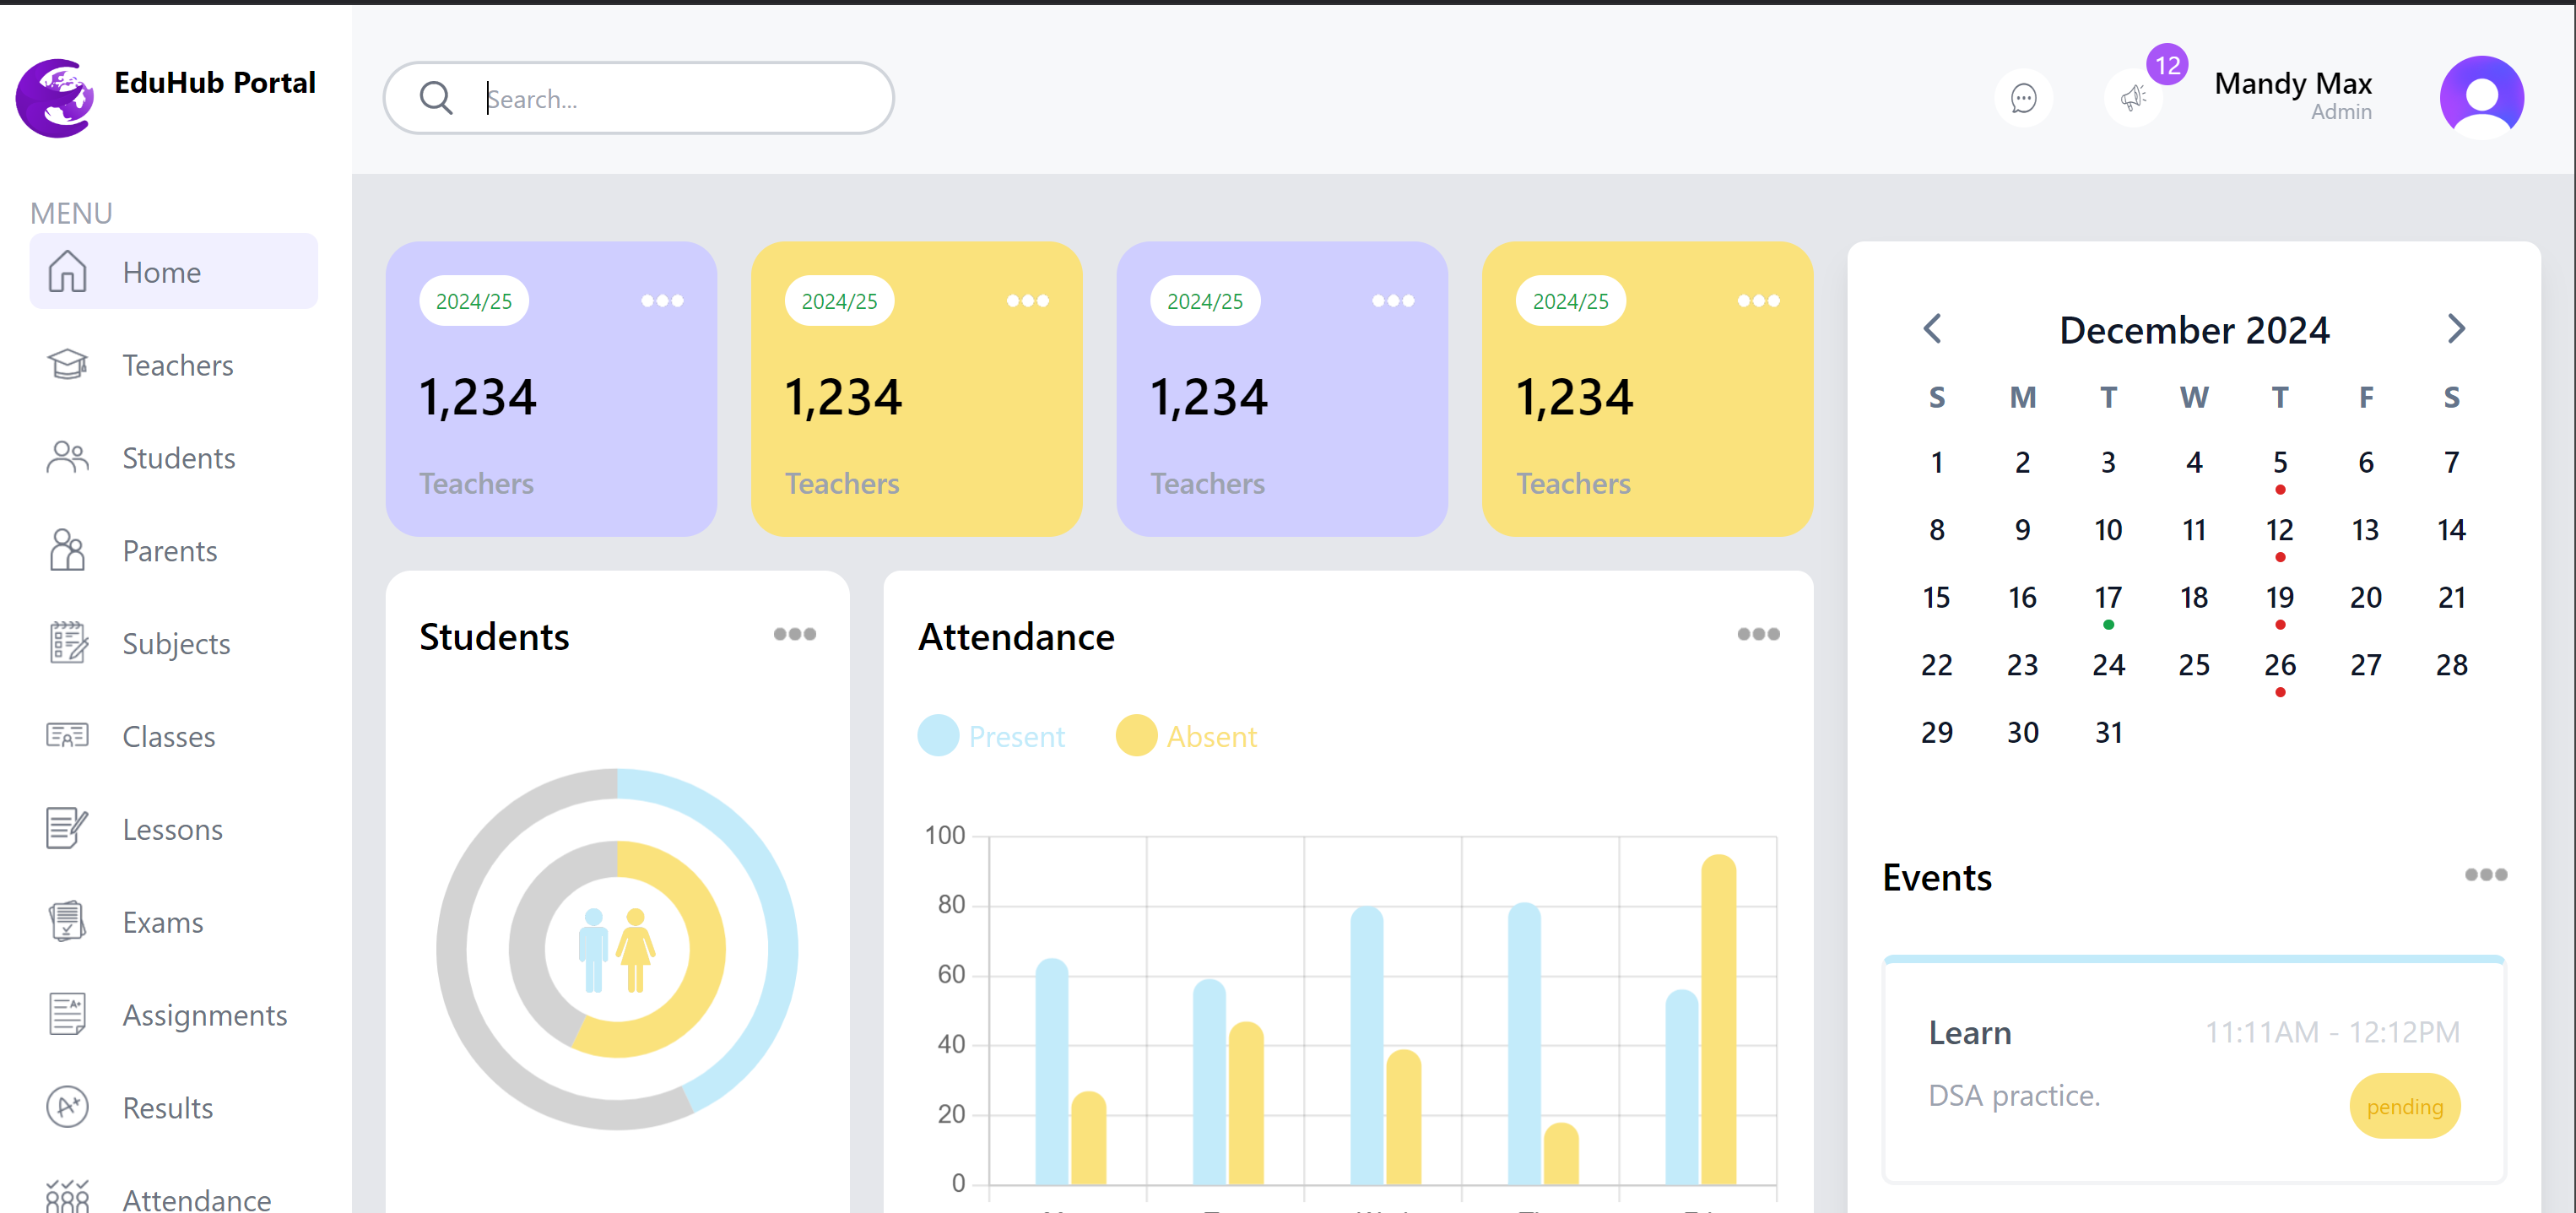 EduHub Portal
Search...
12
Mandy Max
Admin
MENU
Home
Teachers
Students
Parents
Subjects
Classes
Lessons
Exams
Assignments
Results
Attendance
2024/25
1,234
Teachers
2024/25
1,234
Teachers
2024/25
1,234
Teachers
2024/25
1,234
Teachers
Students
Attendance
Present
Absent
100
80
60
40
20
0
December 2024
S M T W T F S
1 2 3 4 5 6 7
8 9 10 11 12 13 14
15 16 17 18 19 20 21
22 23 24 25 26 27 28
29 30 31
Events
Learn
11:11AM - 12:12PM
DSA practice.
pending